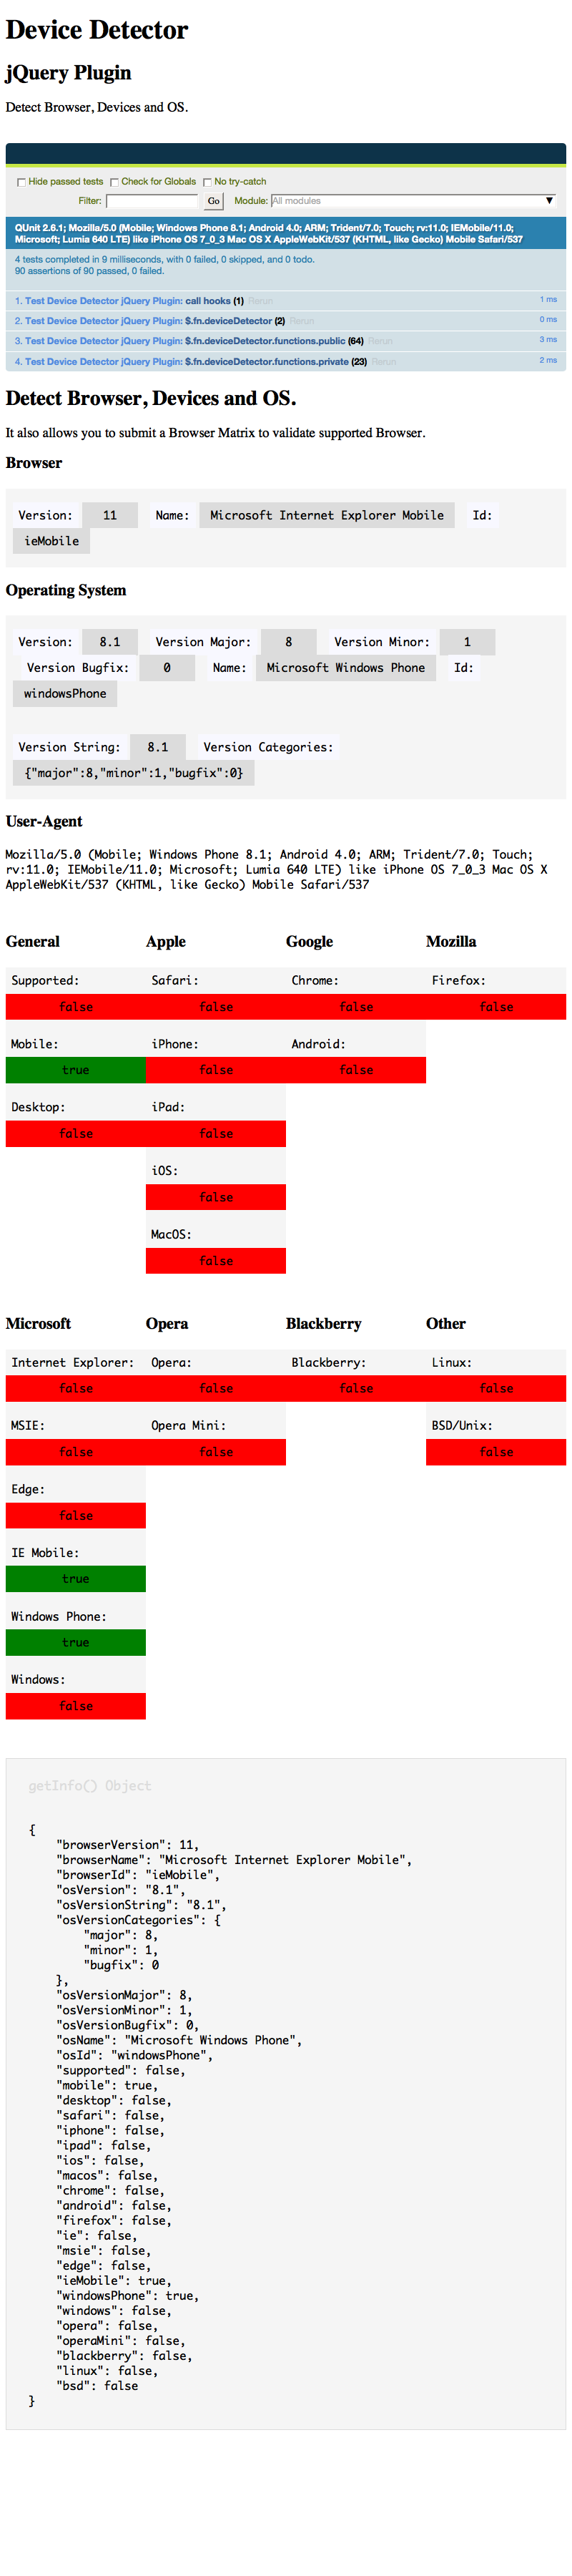 Device Detector
jQuery Plugin
Detect Browser, Devices and OS.
Hide passed tests Check for Globals No try-catch
Filter: Go Module: All modules ▼
QUnit 2.6.1; Mozilla/5.0 (Mobile; Windows Phone 8.1; Android 4.0; ARM; Trident/7.0; Touch; rv:11.0; IEMobile/11.0;
Microsoft; Lumia 640 LTE) like iPhone OS 7_0_3 Mac OS X AppleWebKit/537 (KHTML, like Gecko) Mobile Safari/537
4 tests completed in 9 milliseconds, with 0 failed, 0 skipped, and 0 todo.
90 assertions of 90 passed, 0 failed.
1. Test Device Detector jQuery Plugin: call hooks (1) Rerun 1 ms
2. Test Device Detector jQuery Plugin: $.fn.deviceDetector (2) Rerun 0 ms
3. Test Device Detector jQuery Plugin: $.fn.deviceDetector.functions.public (64) Rerun 3 ms
4. Test Device Detector jQuery Plugin: $.fn.deviceDetector.functions.private (23) Rerun 2 ms
Detect Browser, Devices and OS.
It also allows you to submit a Browser Matrix to validate supported Browser.
Browser
Version: 11 Name: Microsoft Internet Explorer Mobile Id:
ieMobile
Operating System
Version: 8.1 Version Major: 8 Version Minor: 1
Version Bugfix: 0 Name: Microsoft Windows Phone Id:
windowsPhone
Version String: 8.1 Version Categories:
{"major":8,"minor":1,"bugfix":0}
User-Agent
Mozilla/5.0 (Mobile; Windows Phone 8.1; Android 4.0; ARM; Trident/7.0; Touch;
rv:11.0; IEMobile/11.0; Microsoft; Lumia 640 LTE) like iPhone OS 7_0_3 Mac OS X
AppleWebKit/537 (KHTML, like Gecko) Mobile Safari/537
General Apple Google Mozilla
Supported: Safari: Chrome: Firefox:
false false false false
Mobile: iPhone: Android:
true false false
Desktop: iPad:
false false
iOS:
false
MacOS:
false
Microsoft Opera Blackberry Other
Internet Explorer: Opera: Blackberry: Linux:
false false false false
MSIE: Opera Mini: BSD/Unix:
false false false
Edge:
false
IE Mobile:
true
Windows Phone:
true
Windows:
false
getInfo() Object
{
"browserVersion": 11,
"browserName": "Microsoft Internet Explorer Mobile",
"browserId": "ieMobile",
"osVersion": "8.1",
"osVersionString": "8.1",
"osVersionCategories": {
"major": 8,
"minor": 1,
"bugfix": 0
},
"osVersionMajor": 8,
"osVersionMinor": 1,
"osVersionBugfix": 0,
"osName": "Microsoft Windows Phone",
"osId": "windowsPhone",
"supported": false,
"mobile": true,
"desktop": false,
"safari": false,
"iphone": false,
"ipad": false,
"ios": false,
"macos": false,
"chrome": false,
"android": false,
"firefox": false,
"ie": false,
"msie": false,
"edge": false,
"ieMobile": true,
"windowsPhone": true,
"windows": false,
"opera": false,
"operaMini": false,
"blackberry": false,
"linux": false,
"bsd": false
}